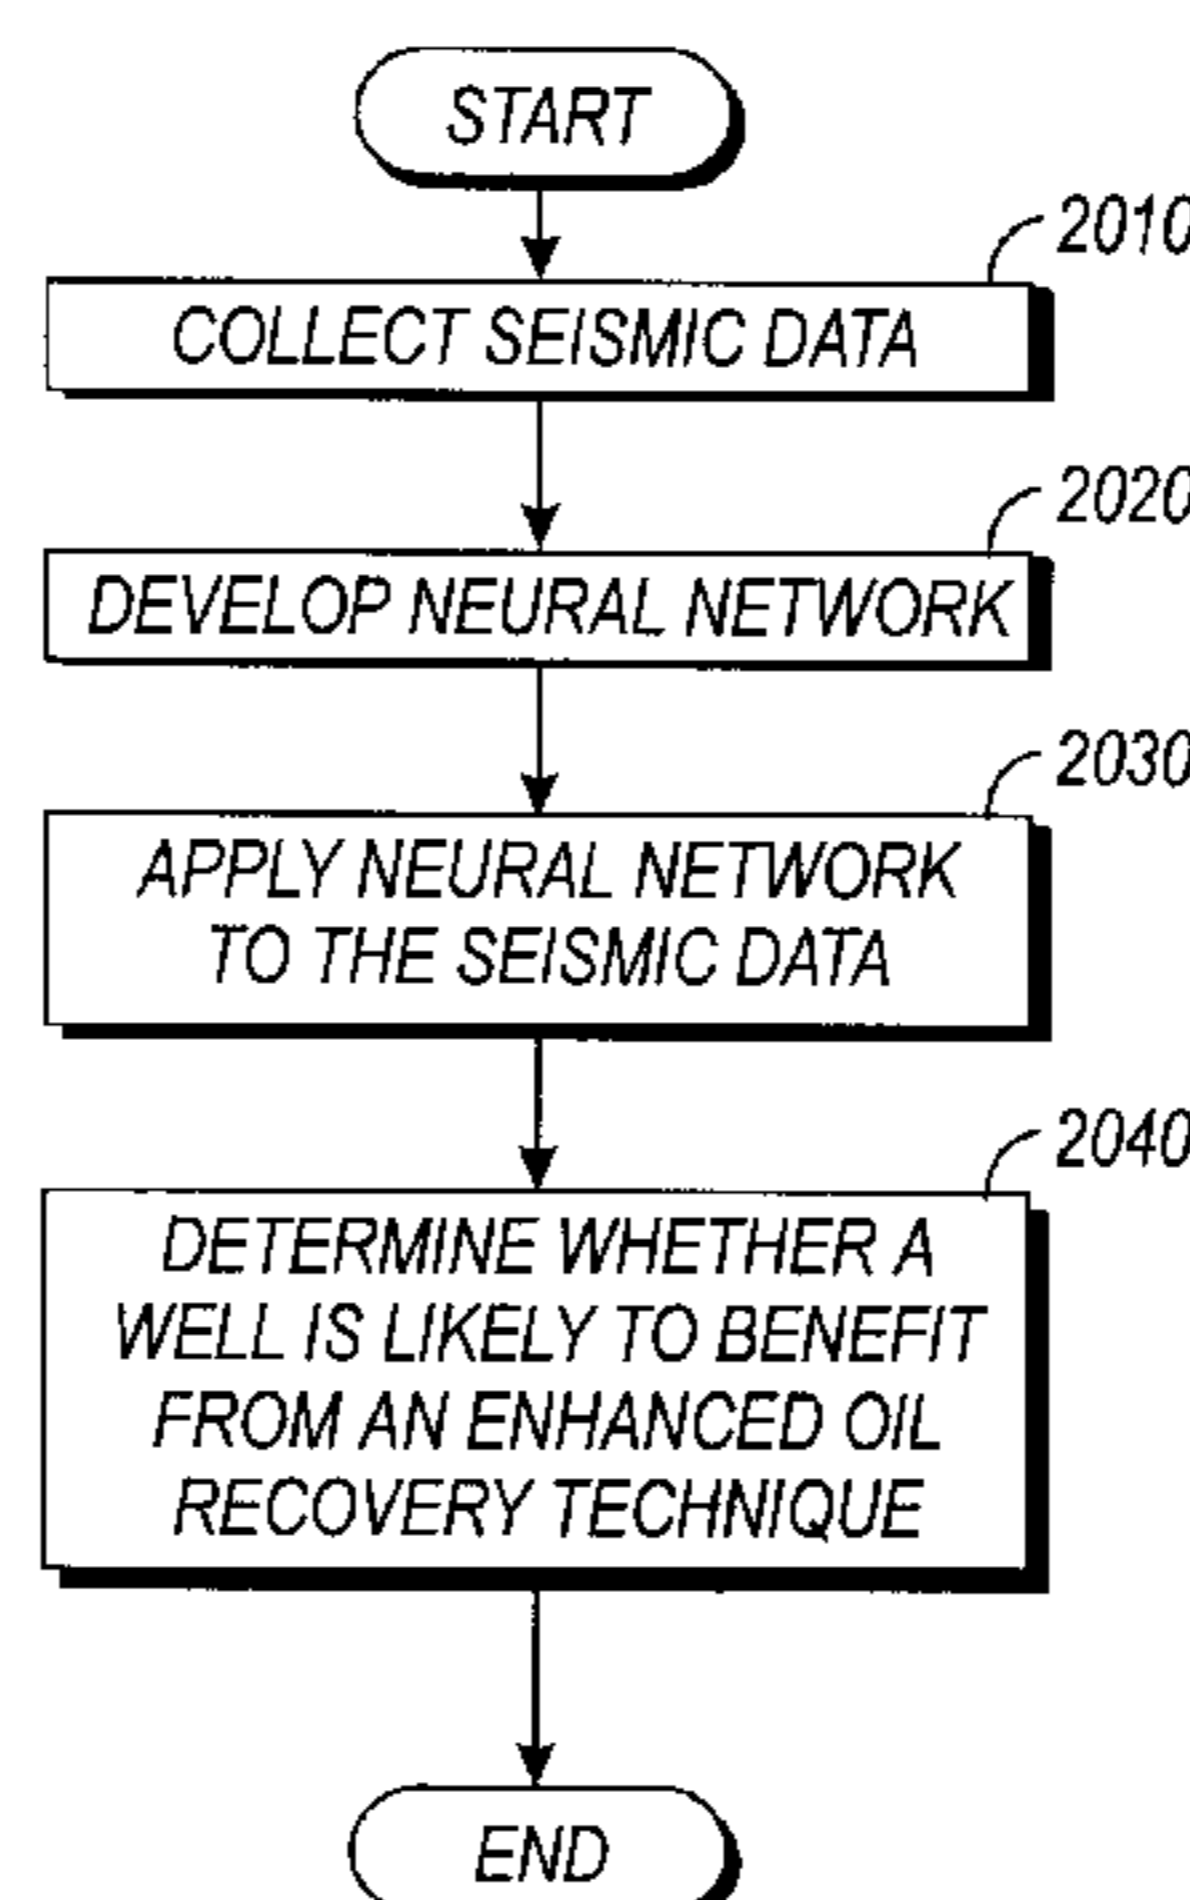 START
2010
COLLECT SEISMIC DATA
2020
DEVELOP NEURAL NETWORK
2030
APPLY NEURAL NETWORK
TO THE SEISMIC DATA
2040
DETERMINE WHETHER A
WELL IS LIKELY TO BENEFIT
FROM AN ENHANCED OIL
RECOVERY TECHNIQUE
END